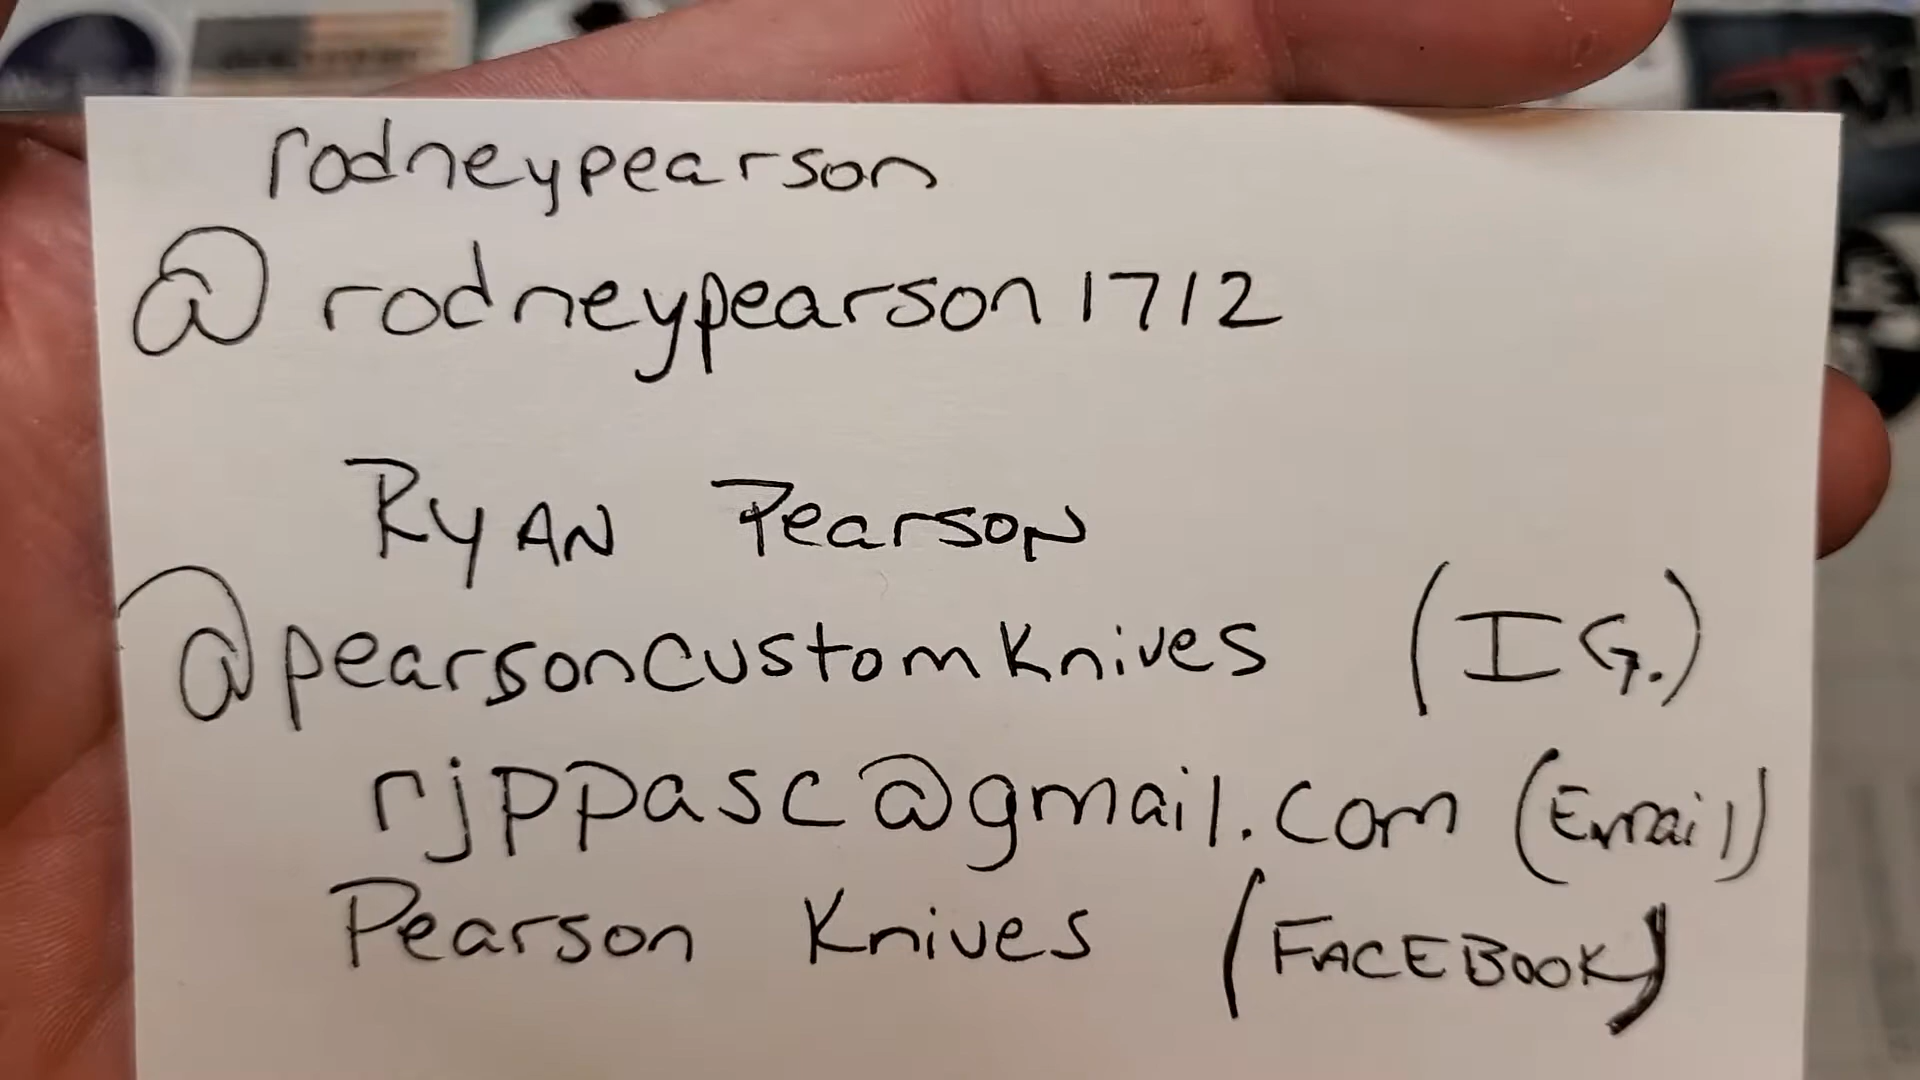 rodneypearson
@rodneypearson1712
RYAN Pearson
@pearsoncustomKnives (IG.)
rjppasc@gmail.com (Email)
Pearson Knives (FACEBOOK)